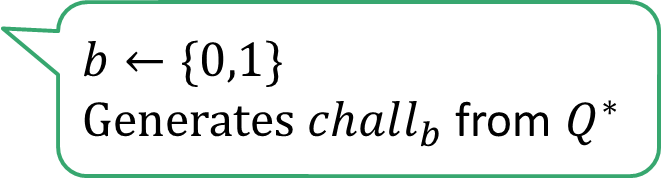 b ← {0,1}
Generates chall_b from Q*